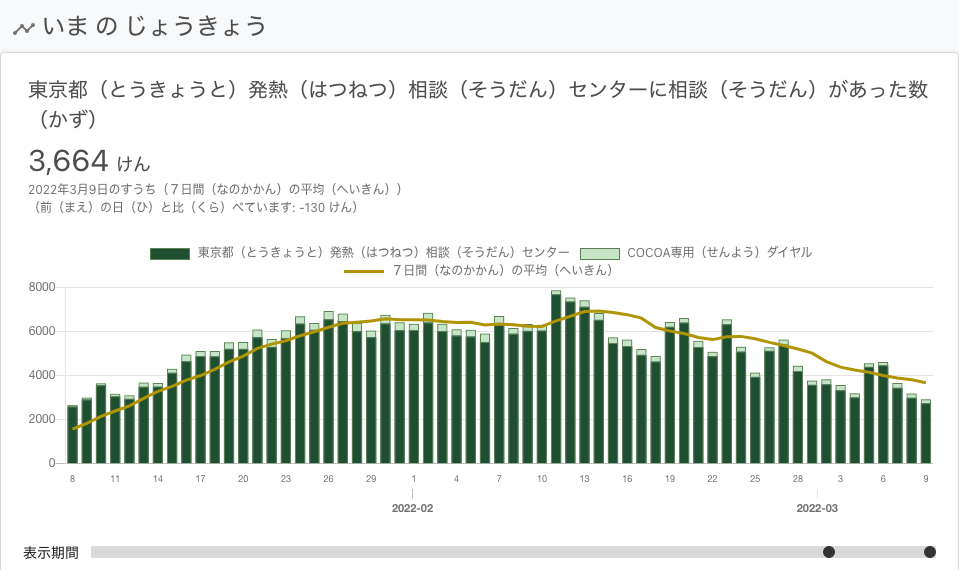 いま の じょうきょう
東京都（とうきょうと）発熱（はつねつ）相談（そうだん）センターに相談（そうだん）があった数
（かず）
3,664 けん
2022年3月9日のすうち（７日間（なのかかん）の平均（へいきん））
（前（まえ）の日（ひ）と比（くら）べています: -130 けん）
東京都（とうきょうと）発熱（はつねつ）相談（そうだん）センター COCOA専用（せんよう）ダイヤル
７日間（なのかかん）の平均（へいきん）
8000
6000
4000
2000
0
8 11 14 17 20 23 26 29 1 4 7 10 13 16 19 22 25 28 3 6 9
2022-02 2022-03
表示期間